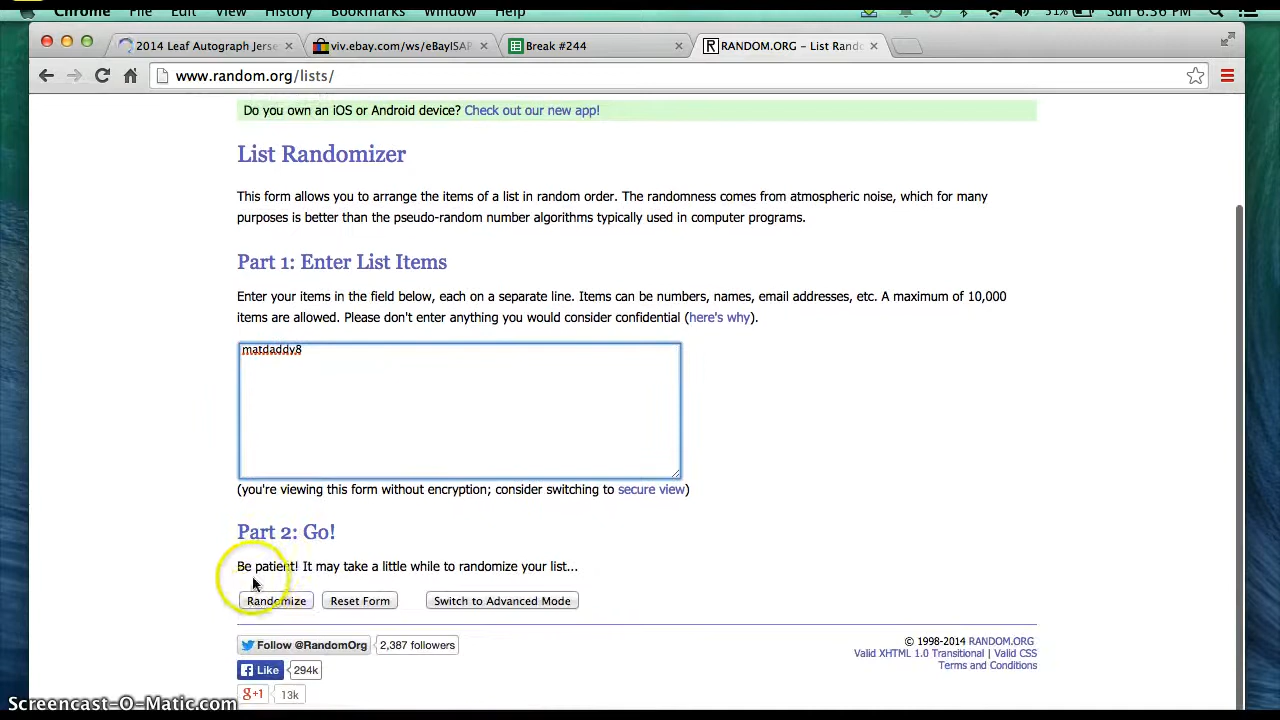 Chrome File Edit View History Bookmarks Window Help 31% Sun 6:36 PM
2014 Leaf Autograph Jerse
viv.ebay.com/ws/eBayISAP
Break #244
RANDOM.ORG - List Rando
www.random.org/lists/
Do you own an iOS or Android device? Check out our new app!
List Randomizer
This form allows you to arrange the items of a list in random order. The randomness comes from atmospheric noise, which for many
purposes is better than the pseudo-random number algorithms typically used in computer programs.
Part 1: Enter List Items
Enter your items in the field below, each on a separate line. Items can be numbers, names, email addresses, etc. A maximum of 10,000
items are allowed. Please don't enter anything you would consider confidential (here's why).
matdaddy8
(you're viewing this form without encryption; consider switching to secure view)
Part 2: Go!
Be patient! It may take a little while to randomize your list...
Randomize Reset Form Switch to Advanced Mode
Follow @RandomOrg 2,387 followers
Like 294k
g+1 13k
© 1998-2014 RANDOM.ORG
Valid XHTML 1.0 Transitional | Valid CSS
Terms and Conditions
Screencast-O-Matic.com